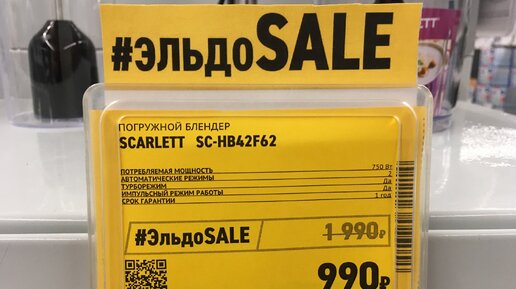 #ЭльдоSALE
ПОГРУЖНОЙ БЛЕНДЕР
SCARLETT SC-HB42F62
ПОТРЕБЛЯЕМАЯ МОЩНОСТЬ 750 Вт
АВТОМАТИЧЕСКИЕ РЕЖИМЫ 2
ТУРБОРЕЖИМ Да
ИМПУЛЬСНЫЙ РЕЖИМ РАБОТЫ Да
СРОК ГАРАНТИИ 1 год
#ЭльдоSALE 1 990₽
990₽